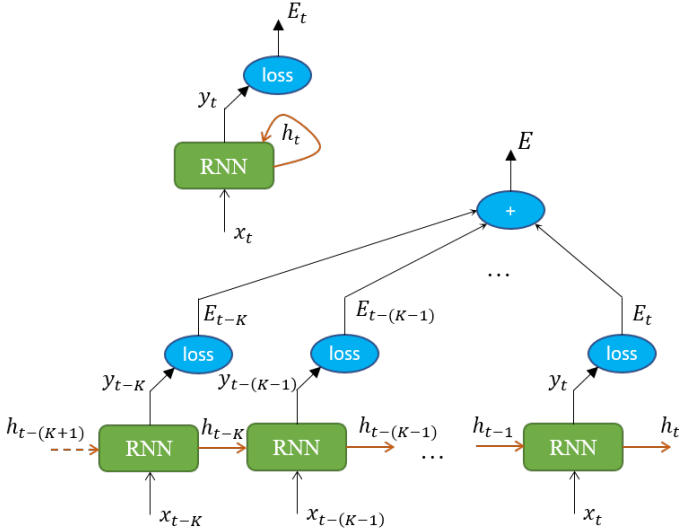 E_t
loss
y_t
h_t
RNN
x_t
E
+
...
E_{t-K}
E_{t-(K-1)}
E_t
loss
loss
loss
y_{t-K}
y_{t-(K-1)}
y_t
h_{t-(K+1)}
h_{t-K}
h_{t-(K-1)}
h_{t-1}
h_t
RNN
RNN
...
RNN
x_{t-K}
x_{t-(K-1)}
x_t